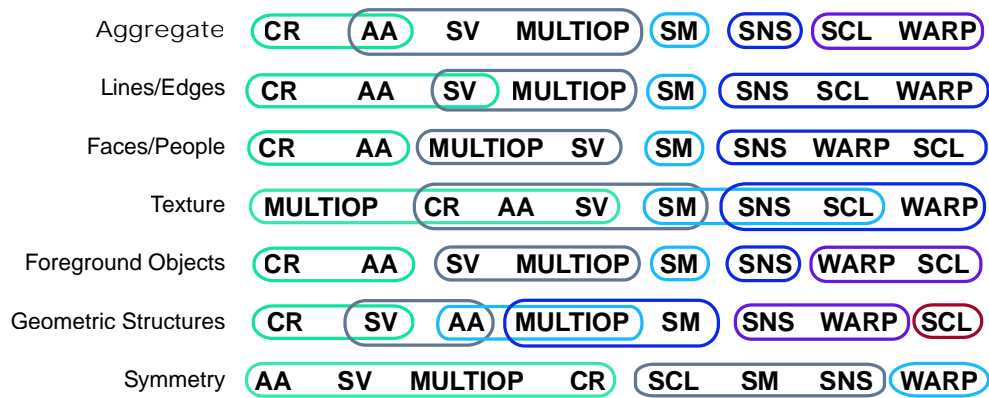 Aggregate CR AA SV MULTIOP SM SNS SCL WARP
Lines/Edges CR AA SV MULTIOP SM SNS SCL WARP
Faces/People CR AA MULTIOP SV SM SNS WARP SCL
Texture MULTIOP CR AA SV SM SNS SCL WARP
Foreground Objects CR AA SV MULTIOP SM SNS WARP SCL
Geometric Structures CR SV AA MULTIOP SM SNS WARP SCL
Symmetry AA SV MULTIOP CR SCL SM SNS WARP